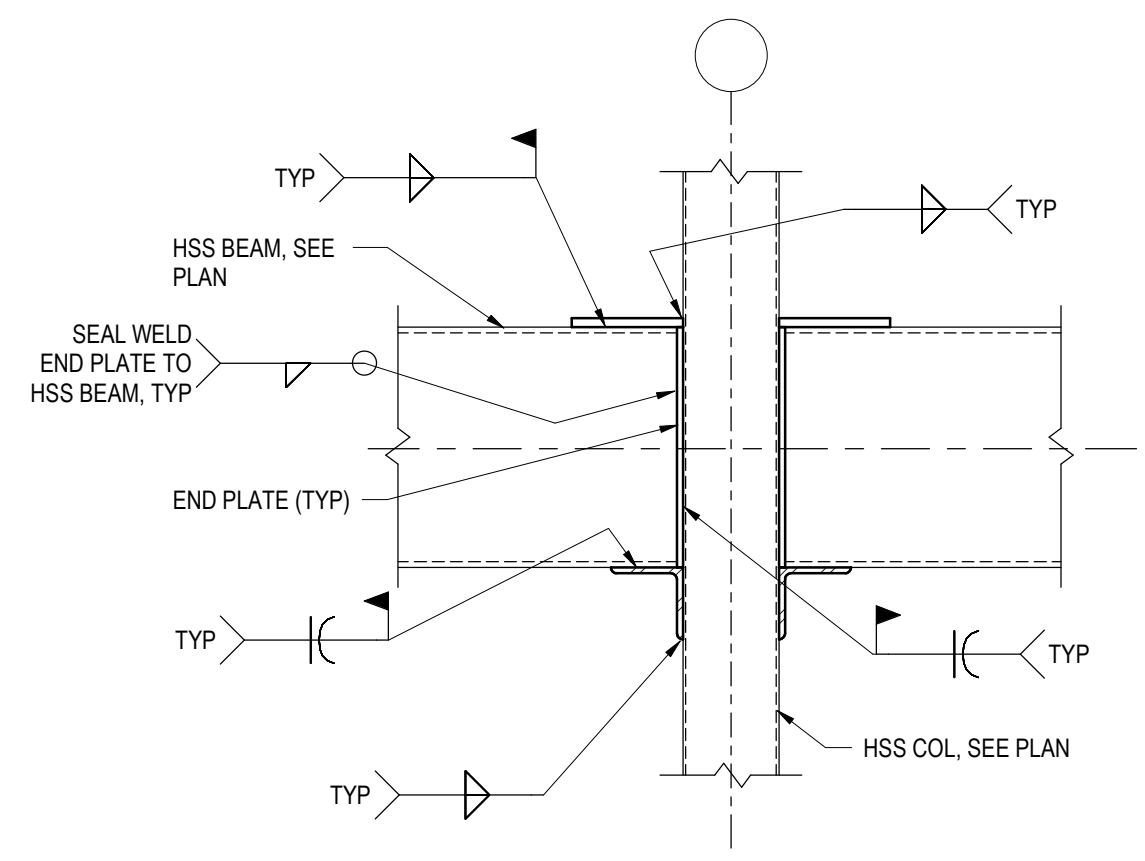 TYP
TYP
HSS BEAM, SEE
PLAN
SEAL WELD
END PLATE TO
HSS BEAM, TYP
END PLATE (TYP)
TYP
TYP
HSS COL, SEE PLAN
TYP